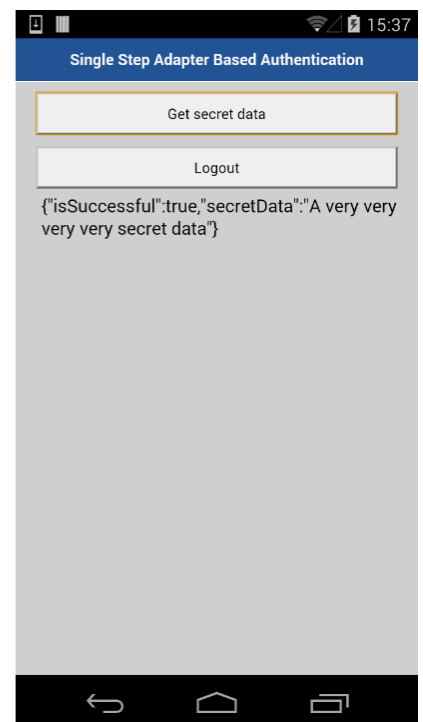 15:37
Single Step Adapter Based Authentication
Get secret data
Logout
{"isSuccessful":true,"secretData":"A very very
very very secret data"}